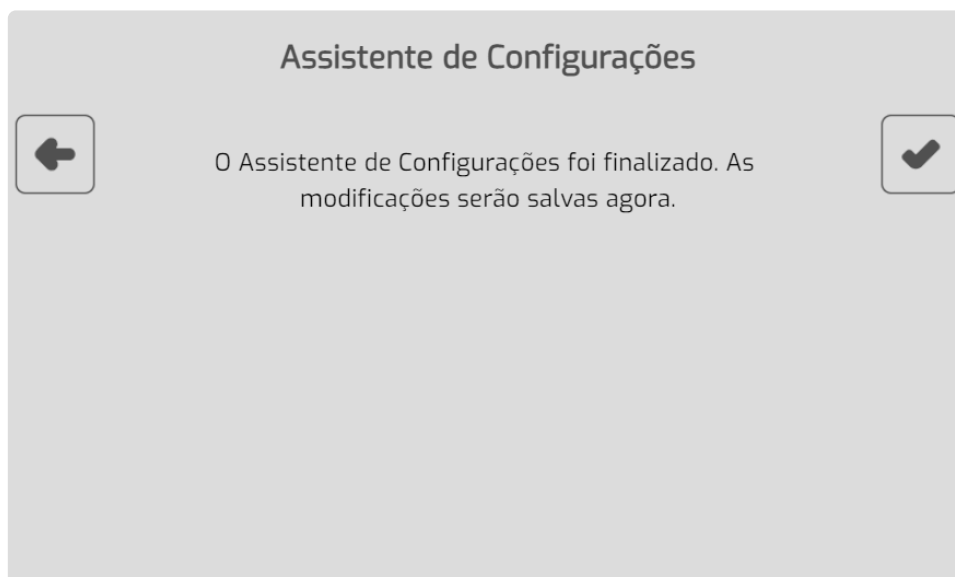 Assistente de Configurações
O Assistente de Configurações foi finalizado. As
modificações serão salvas agora.